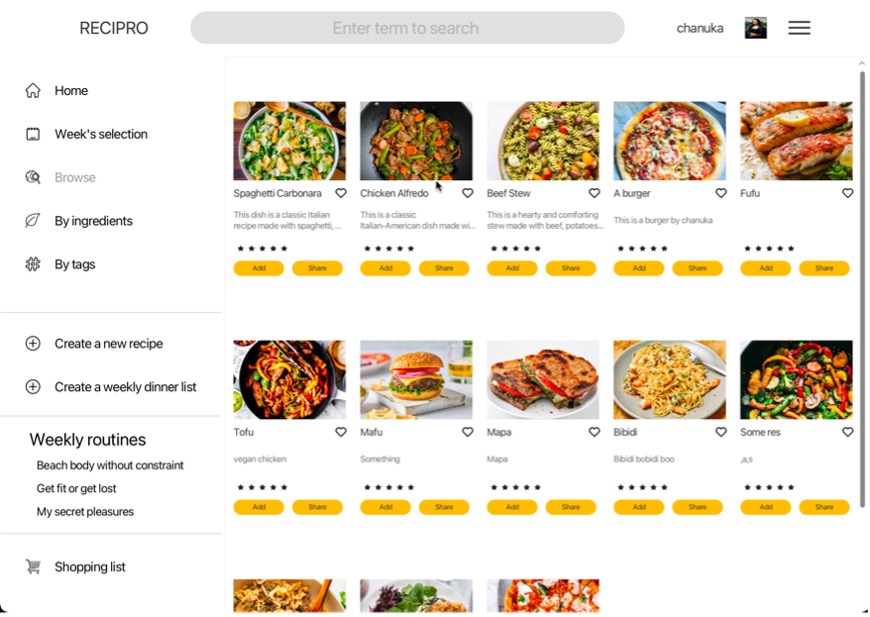 RECIPRO
Enter term to search
chanuka
Home
Week's selection
Browse
By ingredients
By tags
Create a new recipe
Create a weekly dinner list
Weekly routines
Beach body without constraint
Get fit or get lost
My secret pleasures
Shopping list
Spaghetti Carbonara
This dish is a classic Italian
recipe made with spaghetti, ...
Add Share
Chicken Alfredo
This is a classic
Italian-American dish made wi...
Add Share
Beef Stew
This is a hearty and comforting
stew made with beef, potatoes...
Add Share
A burger
This is a burger by chanuka
Add Share
Fufu
Add Share
Tofu
vegan chicken
Add Share
Mafu
Something
Add Share
Mapa
Mapa
Add Share
Bibidi
Bibidi bobidi boo
Add Share
Some res
,a,s
Add Share